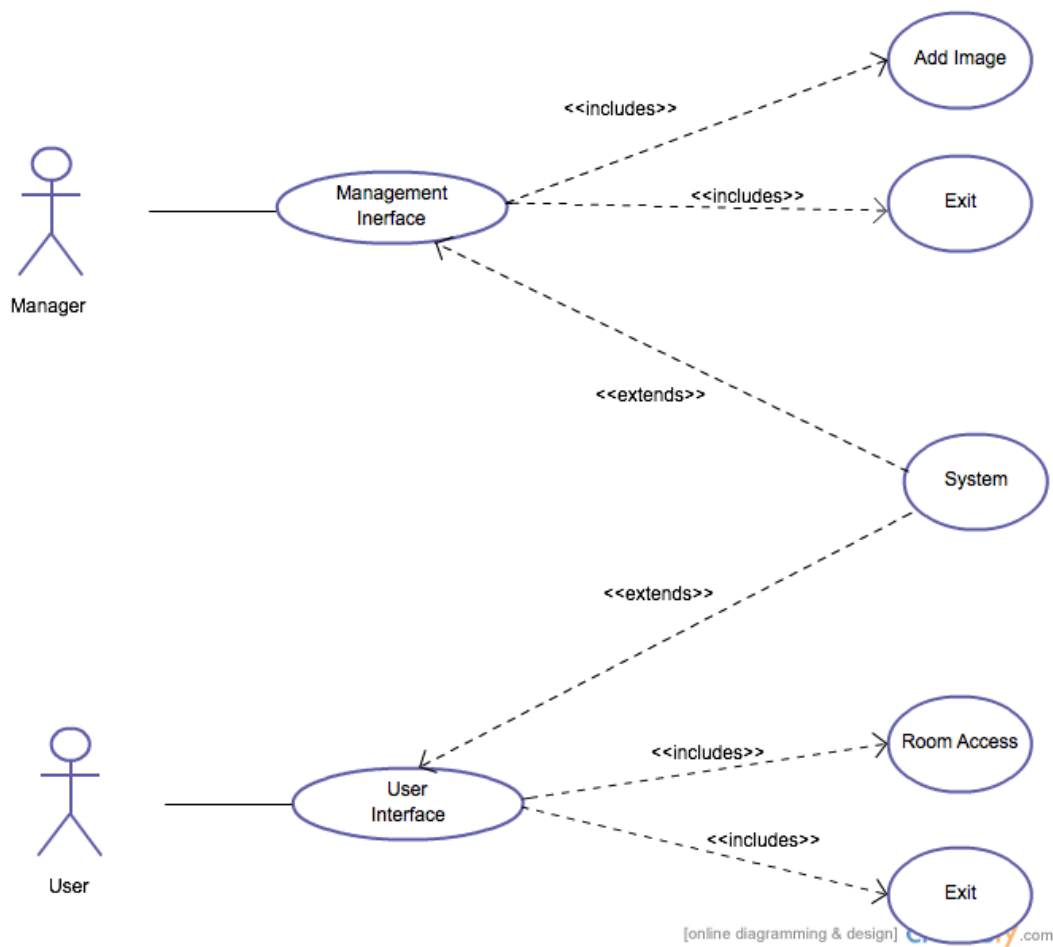 Add Image
<<includes>>
Management
Inerface
<<includes>>
Exit
Manager
<<extends>>
System
<<extends>>
Room Access
<<includes>>
User
Interface
<<includes>>
User
Exit
[online diagramming & design]
.com